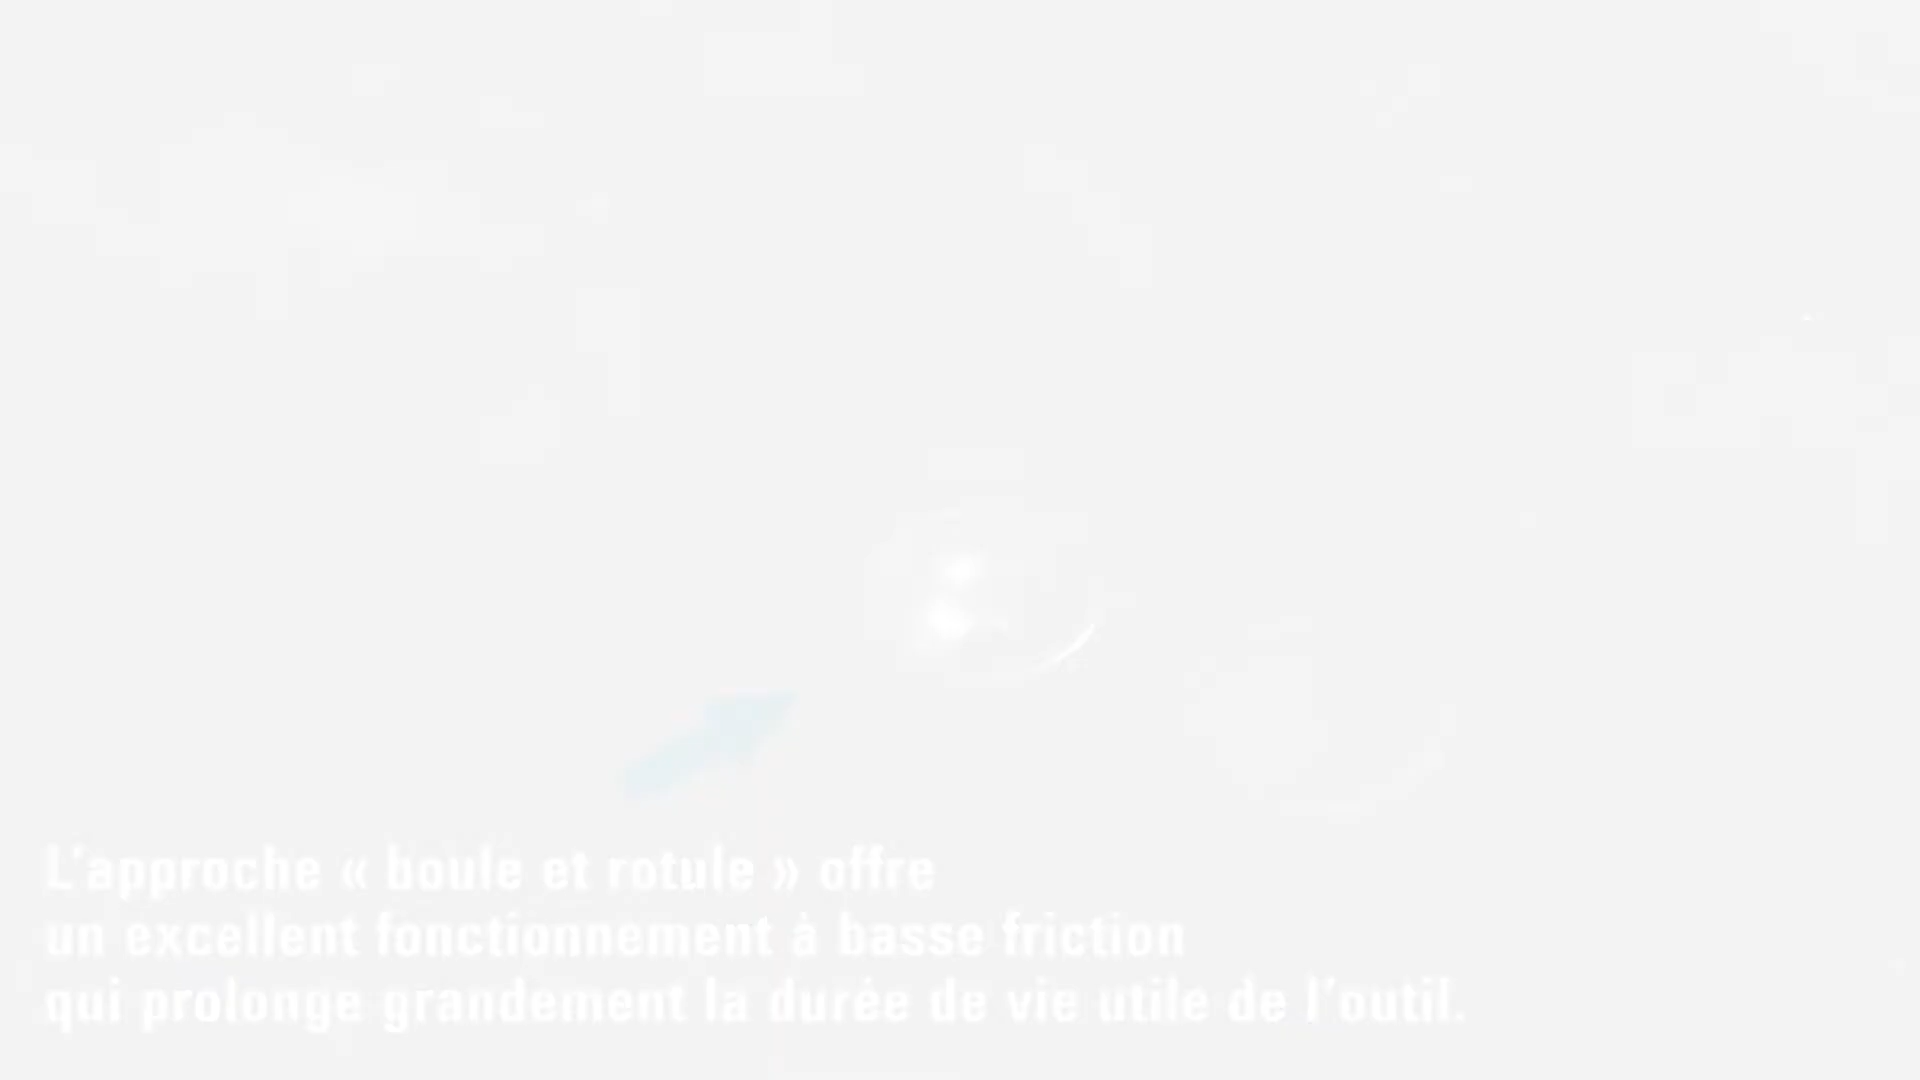 L’approche « boule et rotule » offre
un excellent fonctionnement à basse friction
qui prolonge grandement la durée de vie utile de l’outil.